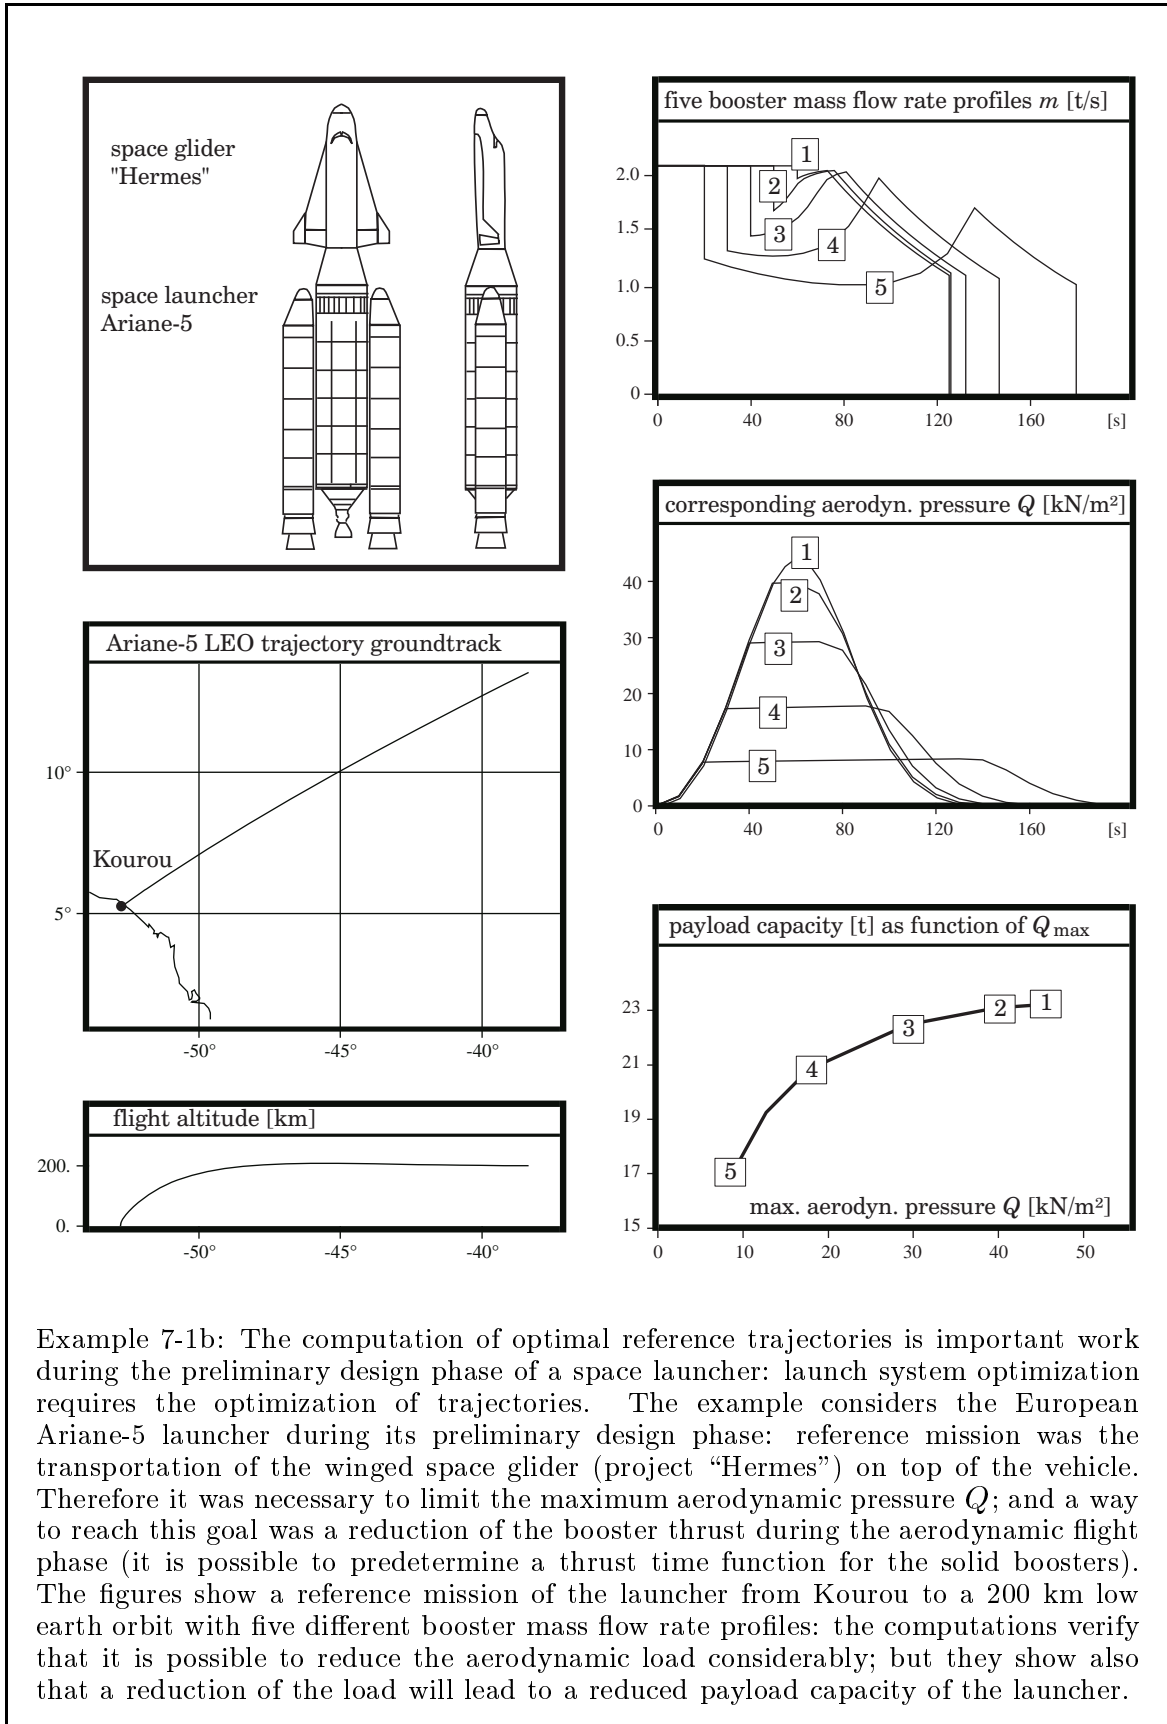 space glider
"Hermes"
space launcher
Ariane-5
five booster mass flow rate profiles m [t/s]
2.0
1.5
1.0
0.5
0
1
2
3
4
5
0 40 80 120 160 [s]
corresponding aerodyn. pressure Q [kN/m²]
40
30
20
10
0
1
2
3
4
5
0 40 80 120 160 [s]
Ariane-5 LEO trajectory groundtrack
10°
Kourou
5°
-50° -45° -40°
flight altitude [km]
200.
0.
-50° -45° -40°
payload capacity [t] as function of Qmax
23
21
19
17
15
1
2
3
4
5
max. aerodyn. pressure Q [kN/m²]
0 10 20 30 40 50
Example 7-1b: The computation of optimal reference trajectories is important work
during the preliminary design phase of a space launcher: launch system optimization
requires the optimization of trajectories. The example considers the European
Ariane-5 launcher during its preliminary design phase: reference mission was the
transportation of the winged space glider (project “Hermes”) on top of the vehicle.
Therefore it was necessary to limit the maximum aerodynamic pressure Q; and a way
to reach this goal was a reduction of the booster thrust during the aerodynamic flight
phase (it is possible to predetermine a thrust time function for the solid boosters).
The figures show a reference mission of the launcher from Kourou to a 200 km low
earth orbit with five different booster mass flow rate profiles: the computations verify
that it is possible to reduce the aerodynamic load considerably; but they show also
that a reduction of the load will lead to a reduced payload capacity of the launcher.